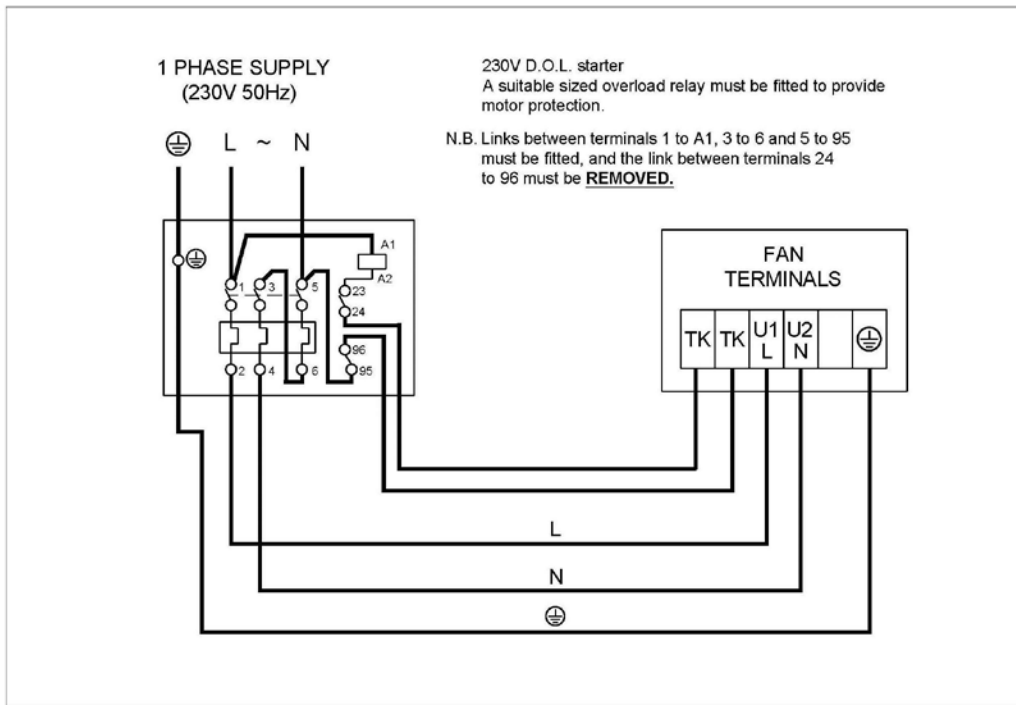 1 PHASE SUPPLY
(230V 50Hz)
L ~ N
230V D.O.L. starter
A suitable sized overload relay must be fitted to provide
motor protection.
N.B. Links between terminals 1 to A1, 3 to 6 and 5 to 95
must be fitted, and the link between terminals 24
to 96 must be REMOVED.
A1
A2
1 3 5
23
24
96
95
2 4 6
FAN
TERMINALS
TK TK U1 U2
L N
L
N